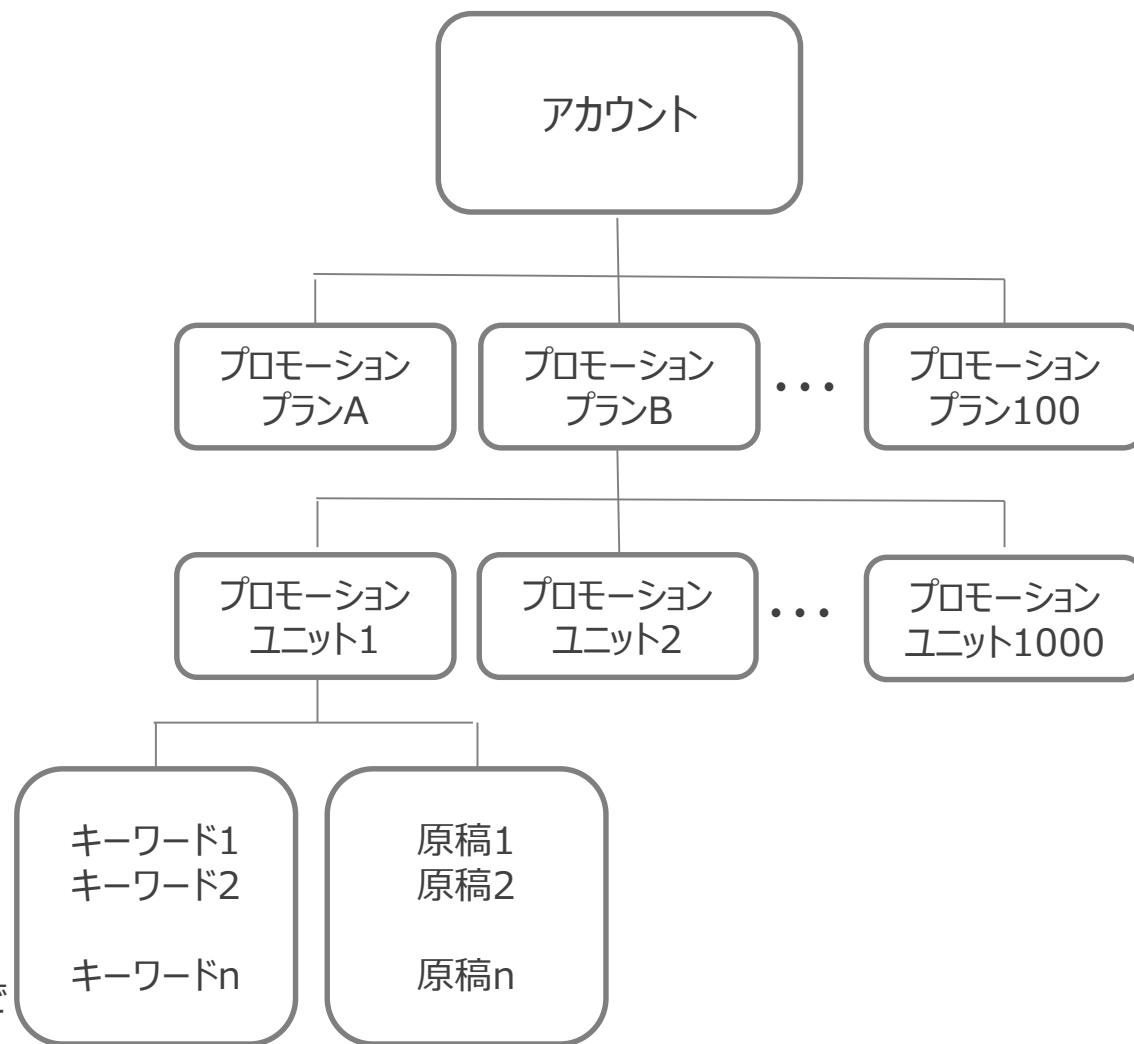 アカウント
プロモーション
プランA
プロモーション
プランB
・・・
プロモーション
プラン100
プロモーション
ユニット1
プロモーション
ユニット2
・・・
プロモーション
ユニット1000
キーワード1
キーワード2
キーワードn
原稿1
原稿2
原稿n